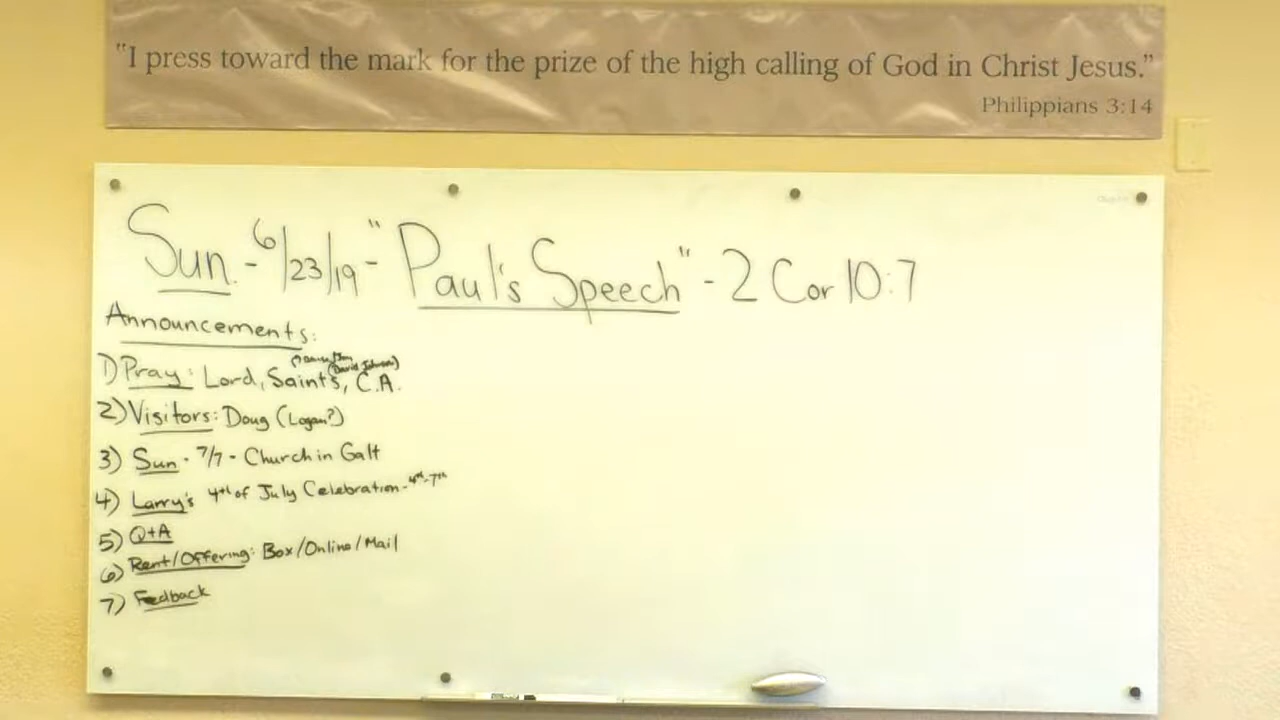 "I press toward the mark for the prize of the high calling of God in Christ Jesus."
Philippians 3:14
Sun. - 6/23/19 - "Paul's Speech" - 2 Cor 10:7
Announcements:
1) Pray: Lord, Saints, C.A.
2) Visitors: Doug (Logan?)
3) Sun - 7/7 - Church in Galt
4) Larry's 4th of July Celebration - 4th-7th
5) Q+A
6) Rent/Offering: Box/Online/Mail
7) Feedback